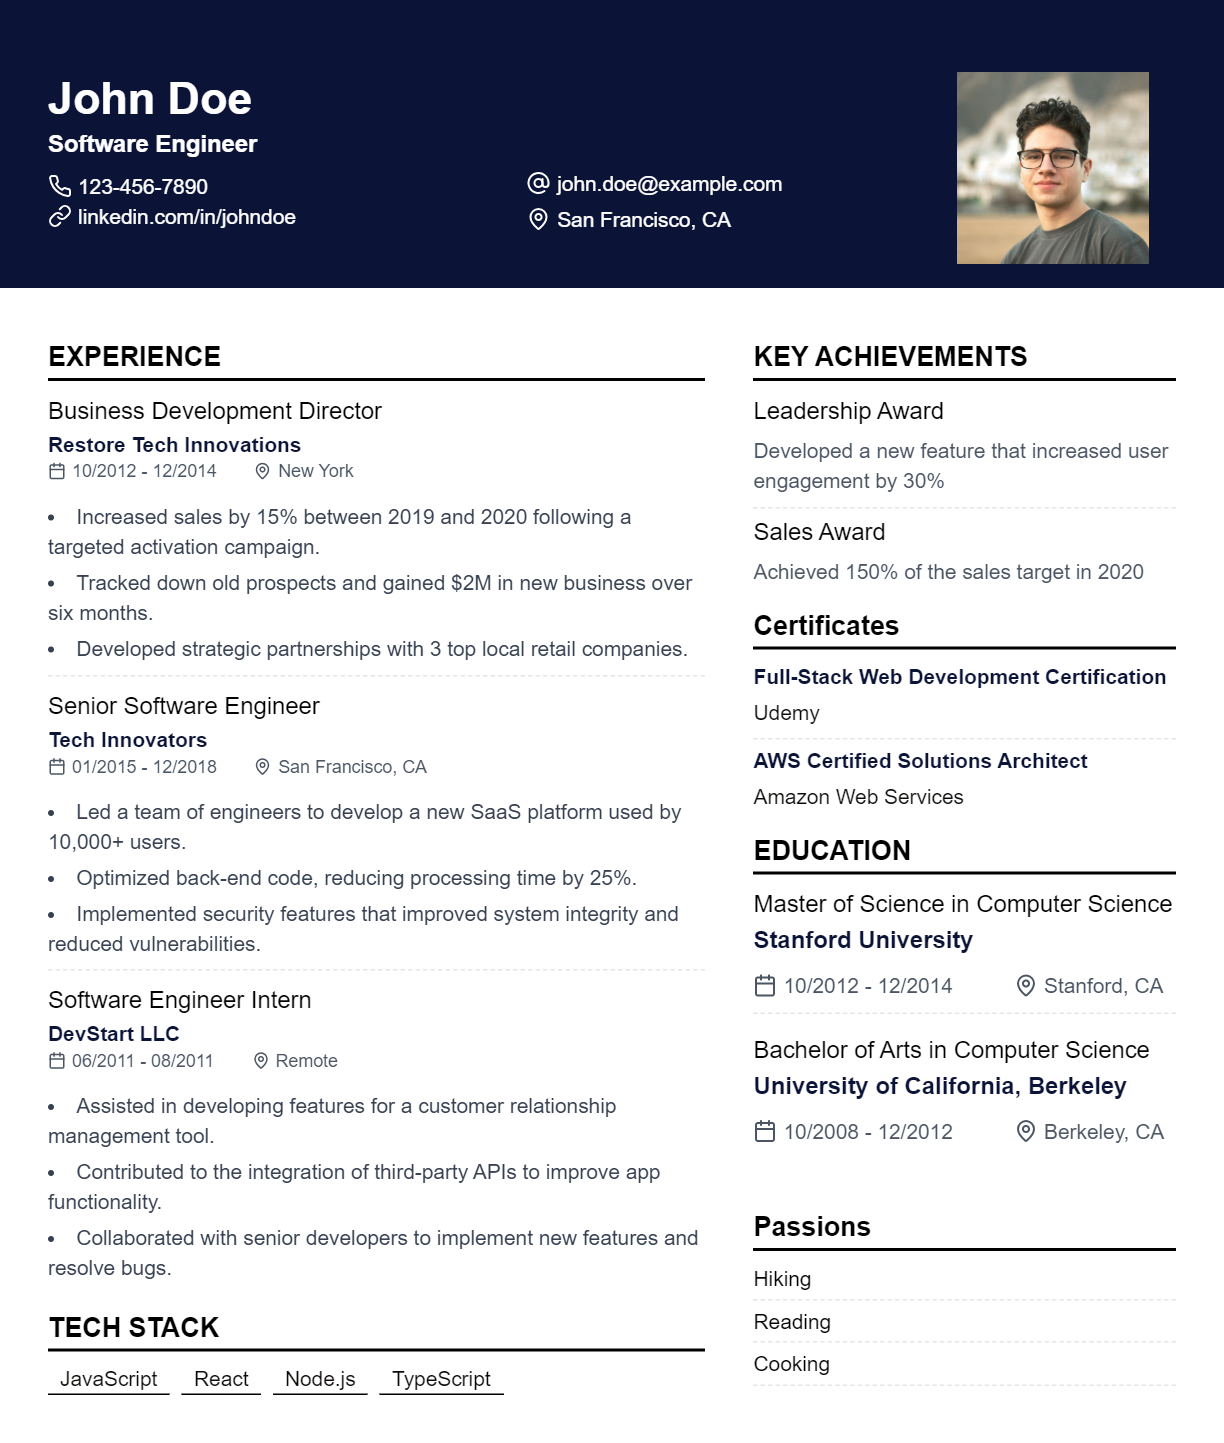 John Doe
Software Engineer
123-456-7890
linkedin.com/in/johndoe
john.doe@example.com
San Francisco, CA
EXPERIENCE
Business Development Director
Restore Tech Innovations
10/2012 - 12/2014 New York
• Increased sales by 15% between 2019 and 2020 following a
targeted activation campaign.
• Tracked down old prospects and gained $2M in new business over
six months.
• Developed strategic partnerships with 3 top local retail companies.
Senior Software Engineer
Tech Innovators
01/2015 - 12/2018 San Francisco, CA
• Led a team of engineers to develop a new SaaS platform used by
10,000+ users.
• Optimized back-end code, reducing processing time by 25%.
• Implemented security features that improved system integrity and
reduced vulnerabilities.
Software Engineer Intern
DevStart LLC
06/2011 - 08/2011 Remote
• Assisted in developing features for a customer relationship
management tool.
• Contributed to the integration of third-party APIs to improve app
functionality.
• Collaborated with senior developers to implement new features and
resolve bugs.
TECH STACK
JavaScript React Node.js TypeScript
KEY ACHIEVEMENTS
Leadership Award
Developed a new feature that increased user
engagement by 30%
Sales Award
Achieved 150% of the sales target in 2020
Certificates
Full-Stack Web Development Certification
Udemy
AWS Certified Solutions Architect
Amazon Web Services
EDUCATION
Master of Science in Computer Science
Stanford University
10/2012 - 12/2014 Stanford, CA
Bachelor of Arts in Computer Science
University of California, Berkeley
10/2008 - 12/2012 Berkeley, CA
Passions
Hiking
Reading
Cooking